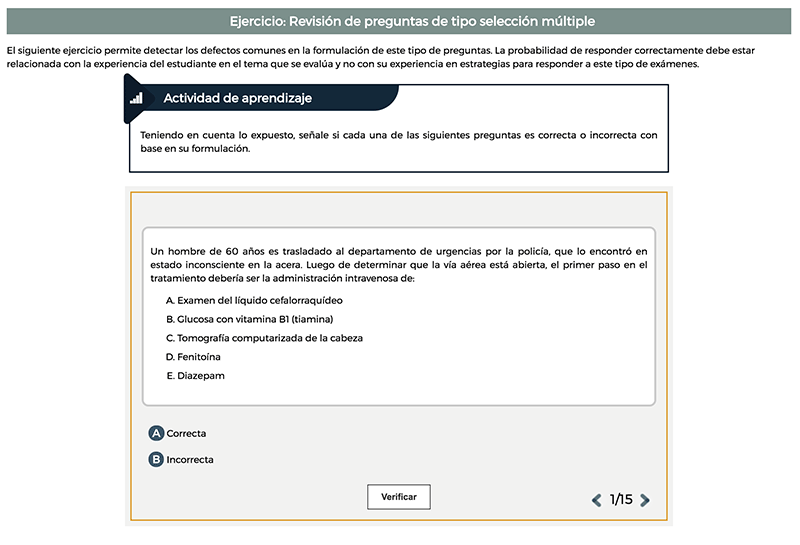 Ejercicio: Revisión de preguntas de tipo selección múltiple
El siguiente ejercicio permite detectar los defectos comunes en la formulación de este tipo de preguntas. La probabilidad de responder correctamente debe estar
relacionada con la experiencia del estudiante en el tema que se evalúa y no con su experiencia en estrategias para responder a este tipo de exámenes.
Actividad de aprendizaje
Teniendo en cuenta lo expuesto, señale si cada una de las siguientes preguntas es correcta o incorrecta con
base en su formulación.
Un hombre de 60 años es trasladado al departamento de urgencias por la policía, que lo encontró en
estado inconsciente en la acera. Luego de determinar que la vía aérea está abierta, el primer paso en el
tratamiento debería ser la administración intravenosa de:
A. Examen del líquido cefalorraquídeo
B. Glucosa con vitamina B1 (tiamina)
C. Tomografía computarizada de la cabeza
D. Fenitoína
E. Diazepam
A Correcta
B Incorrecta
Verificar
1/15